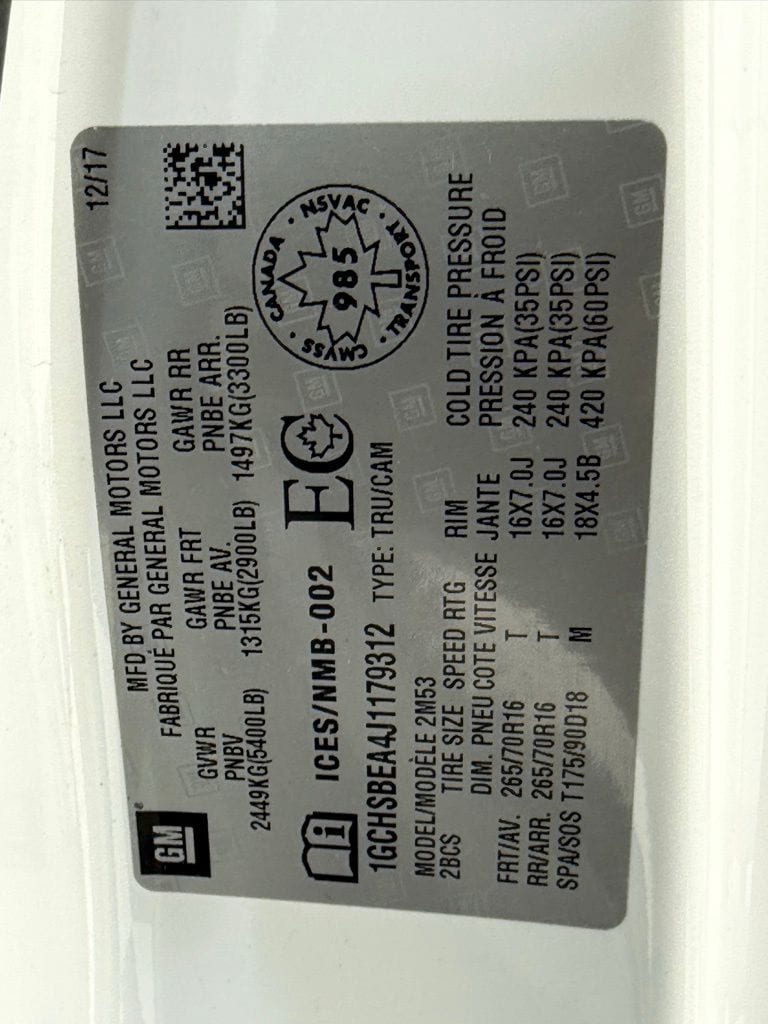 GM
MFD BY GENERAL MOTORS LLC 12/17
FABRIQUÉ PAR GENERAL MOTORS LLC
GVWR GAWR FRT GAWR RR
PNBV PNBE AV. PNBE ARR.
2449KG(5400LB) 1315KG(2900LB) 1497KG(3300LB)
ICES/NMB-002 EC
CANADA · NSVAC · TRANSPORT · CMVSS ·
985
1GCHSBEA4J1179312 TYPE: TRU/CAM
MODEL/MODÈLE 2M53
2BCS TIRE SIZE SPEED RTG RIM COLD TIRE PRESSURE
DIM. PNEU COTE VITESSE JANTE PRESSION À FROID
FRT/AV. 265/70R16 T 16X7.0J 240 KPA(35PSI)
RR/ARR. 265/70R16 T 16X7.0J 240 KPA(35PSI)
SPA/SOS T175/90D18 M 18X4.5B 420 KPA(60PSI)